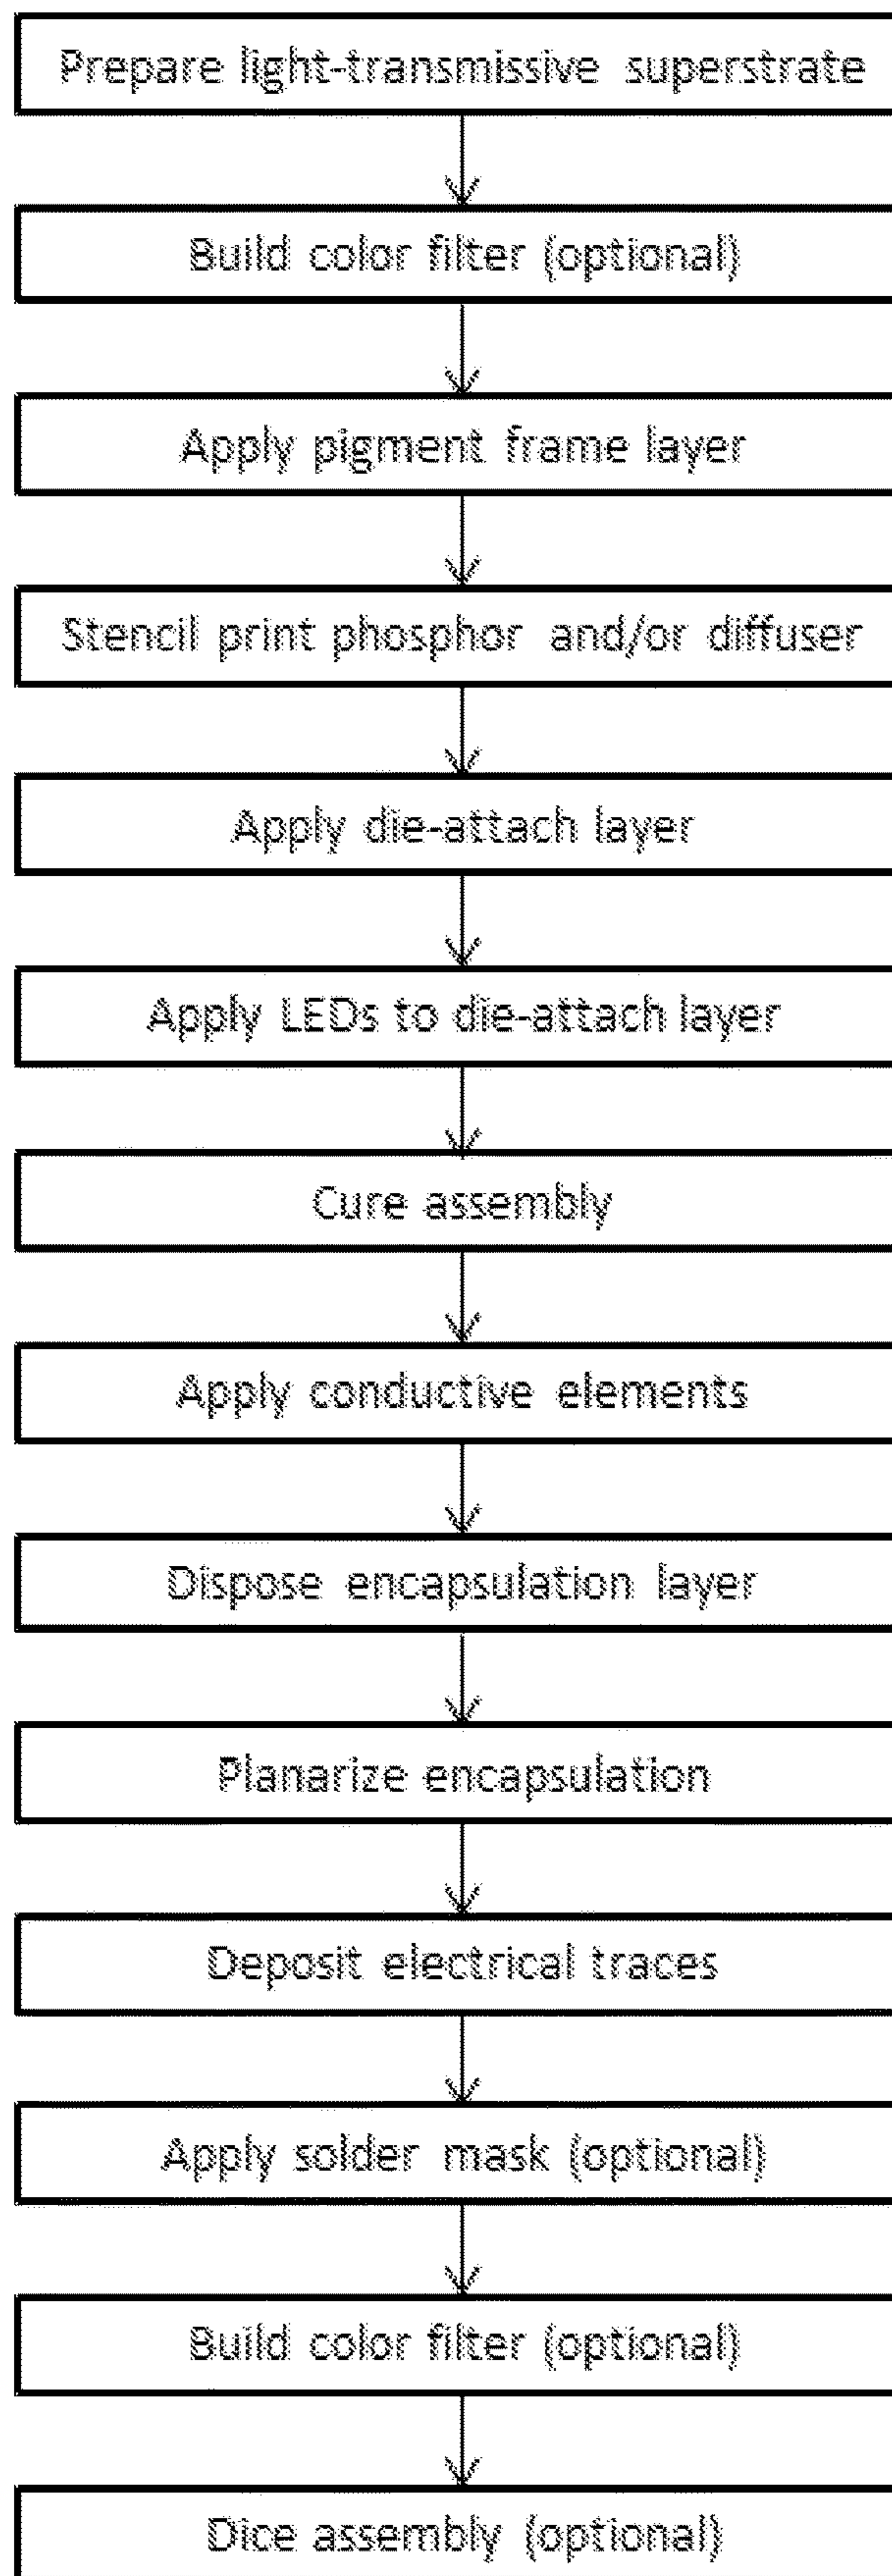 Prepare light-transmissive superstrate
Build color filter (optional)
Apply pigment frame layer
Stencil print phosphor and/or diffuser
Apply die-attach layer
Apply LEDs to die-attach layer
Cure assembly
Apply conductive elements
Dispose encapsulation layer
Planarize encapsulation
Deposit electrical traces
Apply solder mask (optional)
Build color filter (optional)
Dice assembly (optional)